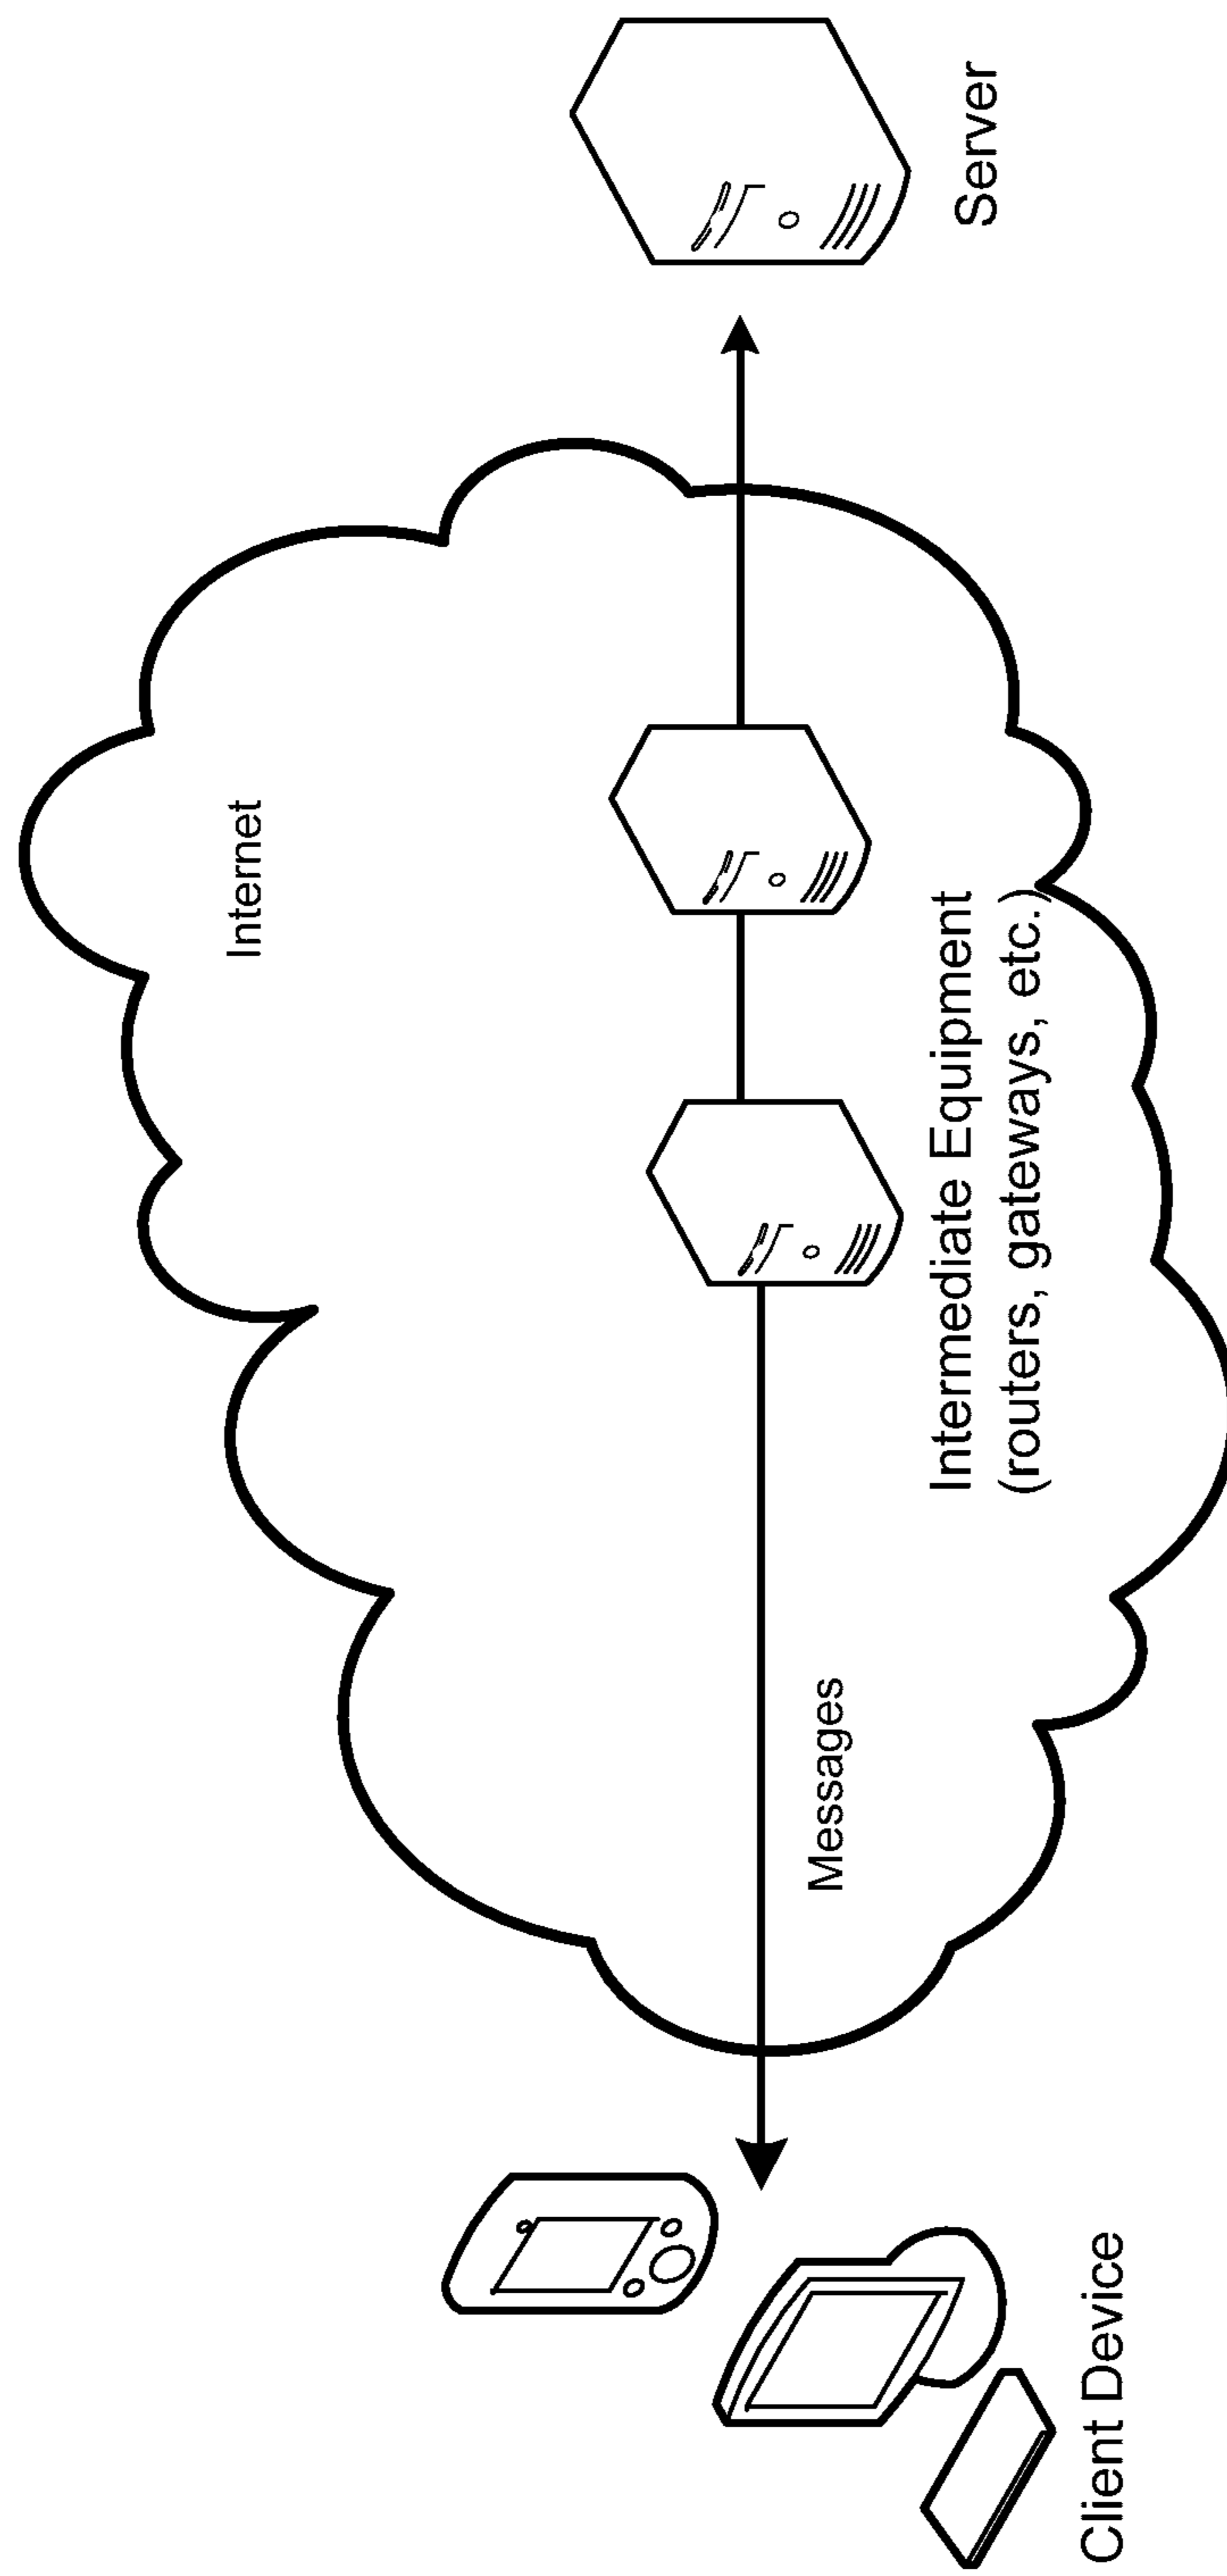 Internet
Server
Intermediate Equipment
(routers, gateways, etc.)
Messages
Client Device